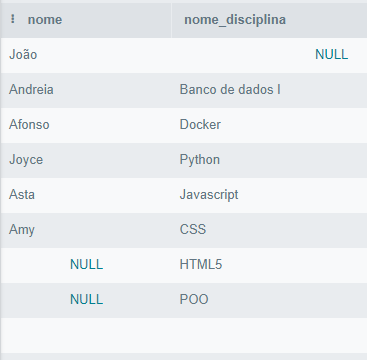 nome nome_disciplina
João NULL
Andreia Banco de dados I
Afonso Docker
Joyce Python
Asta Javascript
Amy CSS
NULL HTML5
NULL POO